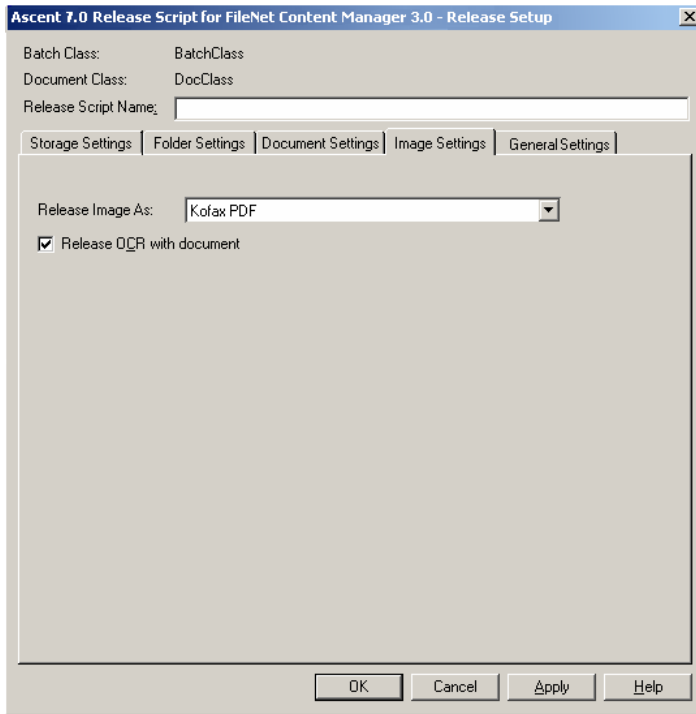 Ascent 7.0 Release Script for FileNet Content Manager 3.0 - Release Setup
Batch Class: BatchClass
Document Class: DocClass
Release Script Name:
Storage Settings Folder Settings Document Settings Image Settings General Settings
Release Image As: Kofax PDF
Release OCR with document
OK Cancel Apply Help